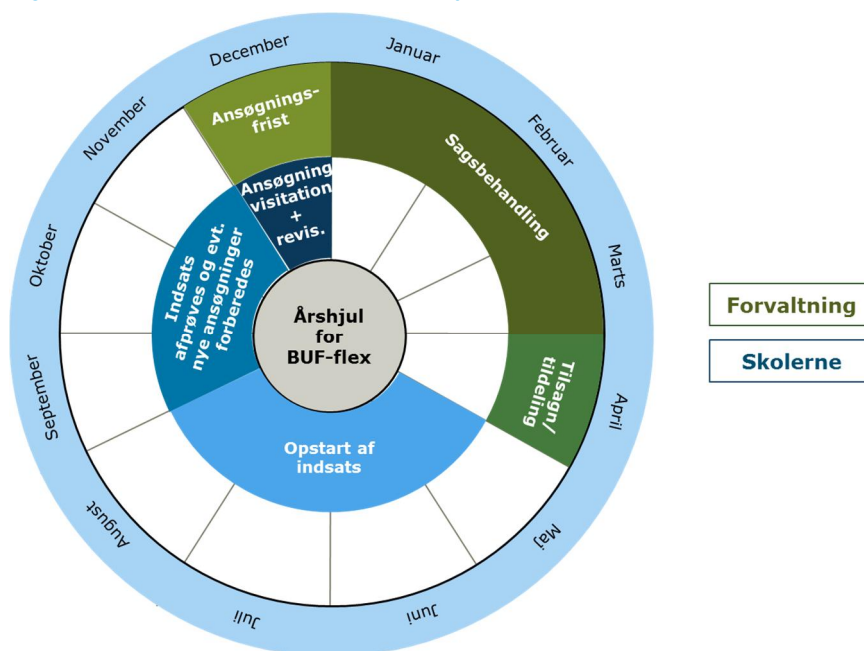 Januar
Februar
Marts
April
Maj
Juni
Juli
August
September
Oktober
November
December
Ansøgnings-
frist
Sagsbehandling
Tilsagn/
tildeling
Ansøgning
visitation
+
revis.
Indsats
afprøves og evt.
nye ansøgninger
forberedes
Opstart af
indsats
Årshjul
for
BUF-flex
Forvaltning
Skolerne